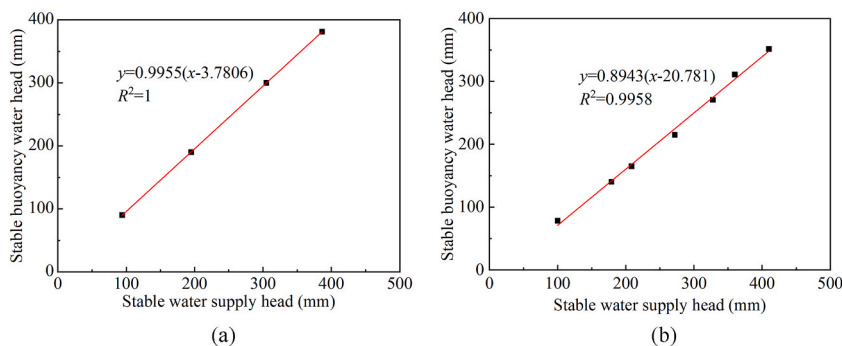 400
300
200
100
0
y=0.9955(x-3.7806)
R²=1
Stable buoyancy water head (mm)
0 100 200 300 400 500
Stable water supply head (mm)
(a)
400
300
200
100
0
y=0.8943(x-20.781)
R²=0.9958
Stable buoyancy water head (mm)
0 100 200 300 400 500
Stable water supply head (mm)
(b)